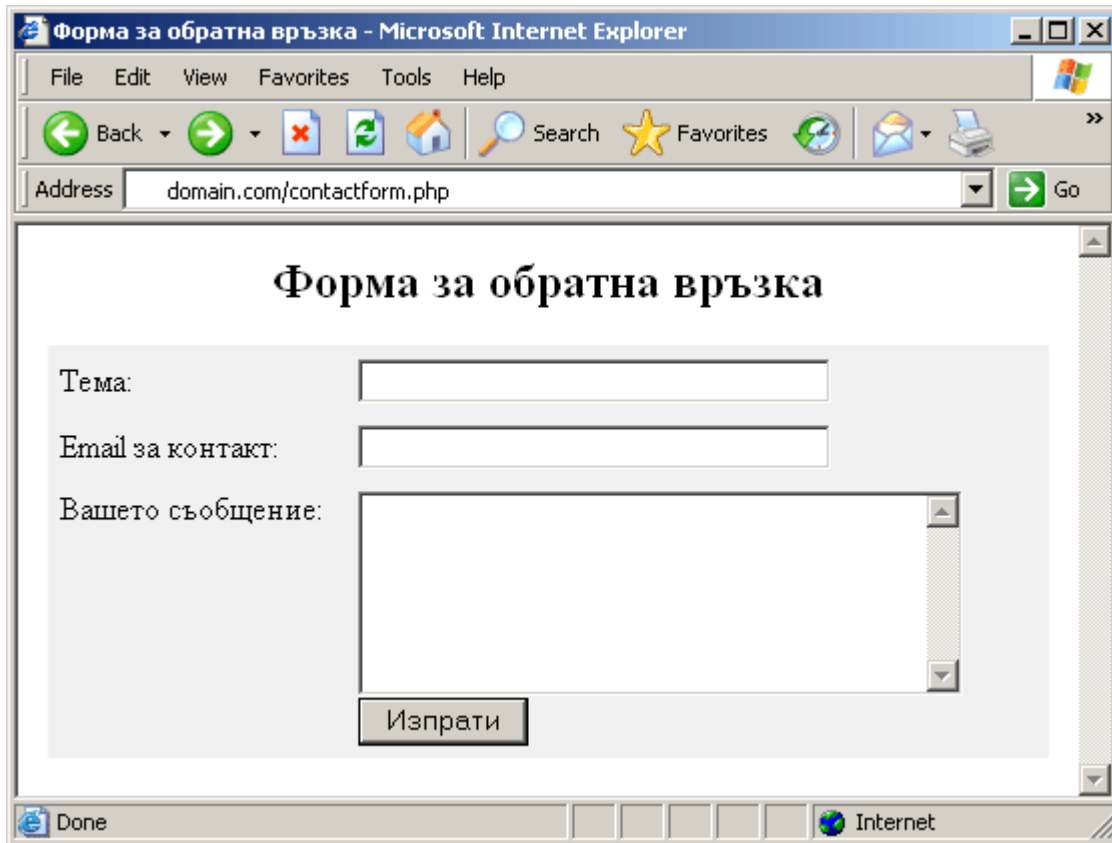 Форма за обратна връзка - Microsoft Internet Explorer
File Edit View Favorites Tools Help
Back Search Favorites »
Address domain.com/contactform.php Go
Форма за обратна връзка
Тема:
Email за контакт:
Вашето съобщение:
Изпрати
Done Internet